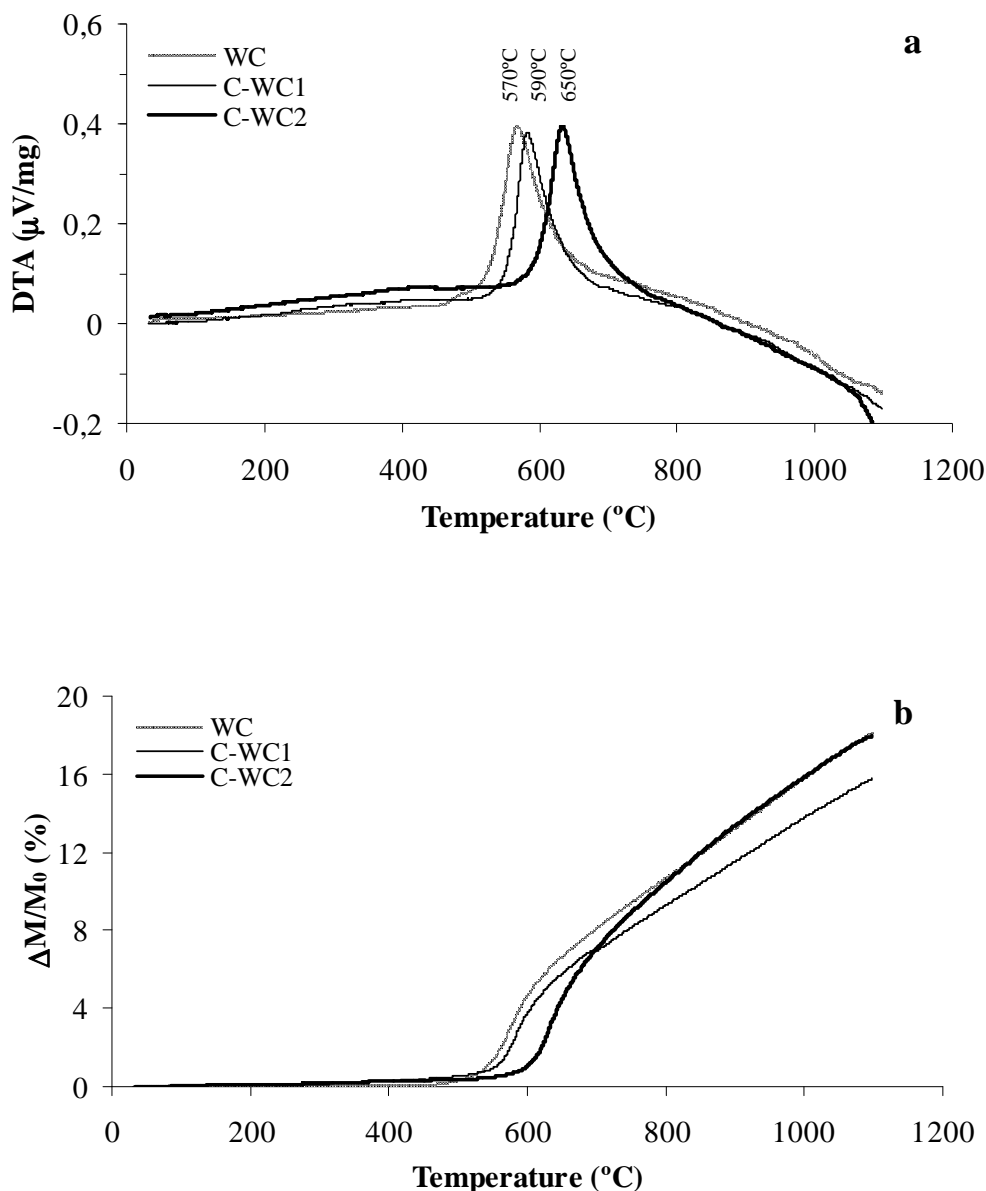 0,6
0,4
0,2
0
-0,2
DTA (μV/mg)
WC
C-WC1
C-WC2
570ºC
590ºC
650ºC
a
0 200 400 600 800 1000 1200
Temperature (ºC)
20
16
12
8
4
0
ΔM/M0 (%)
WC
C-WC1
C-WC2
b
0 200 400 600 800 1000 1200
Temperature (ºC)